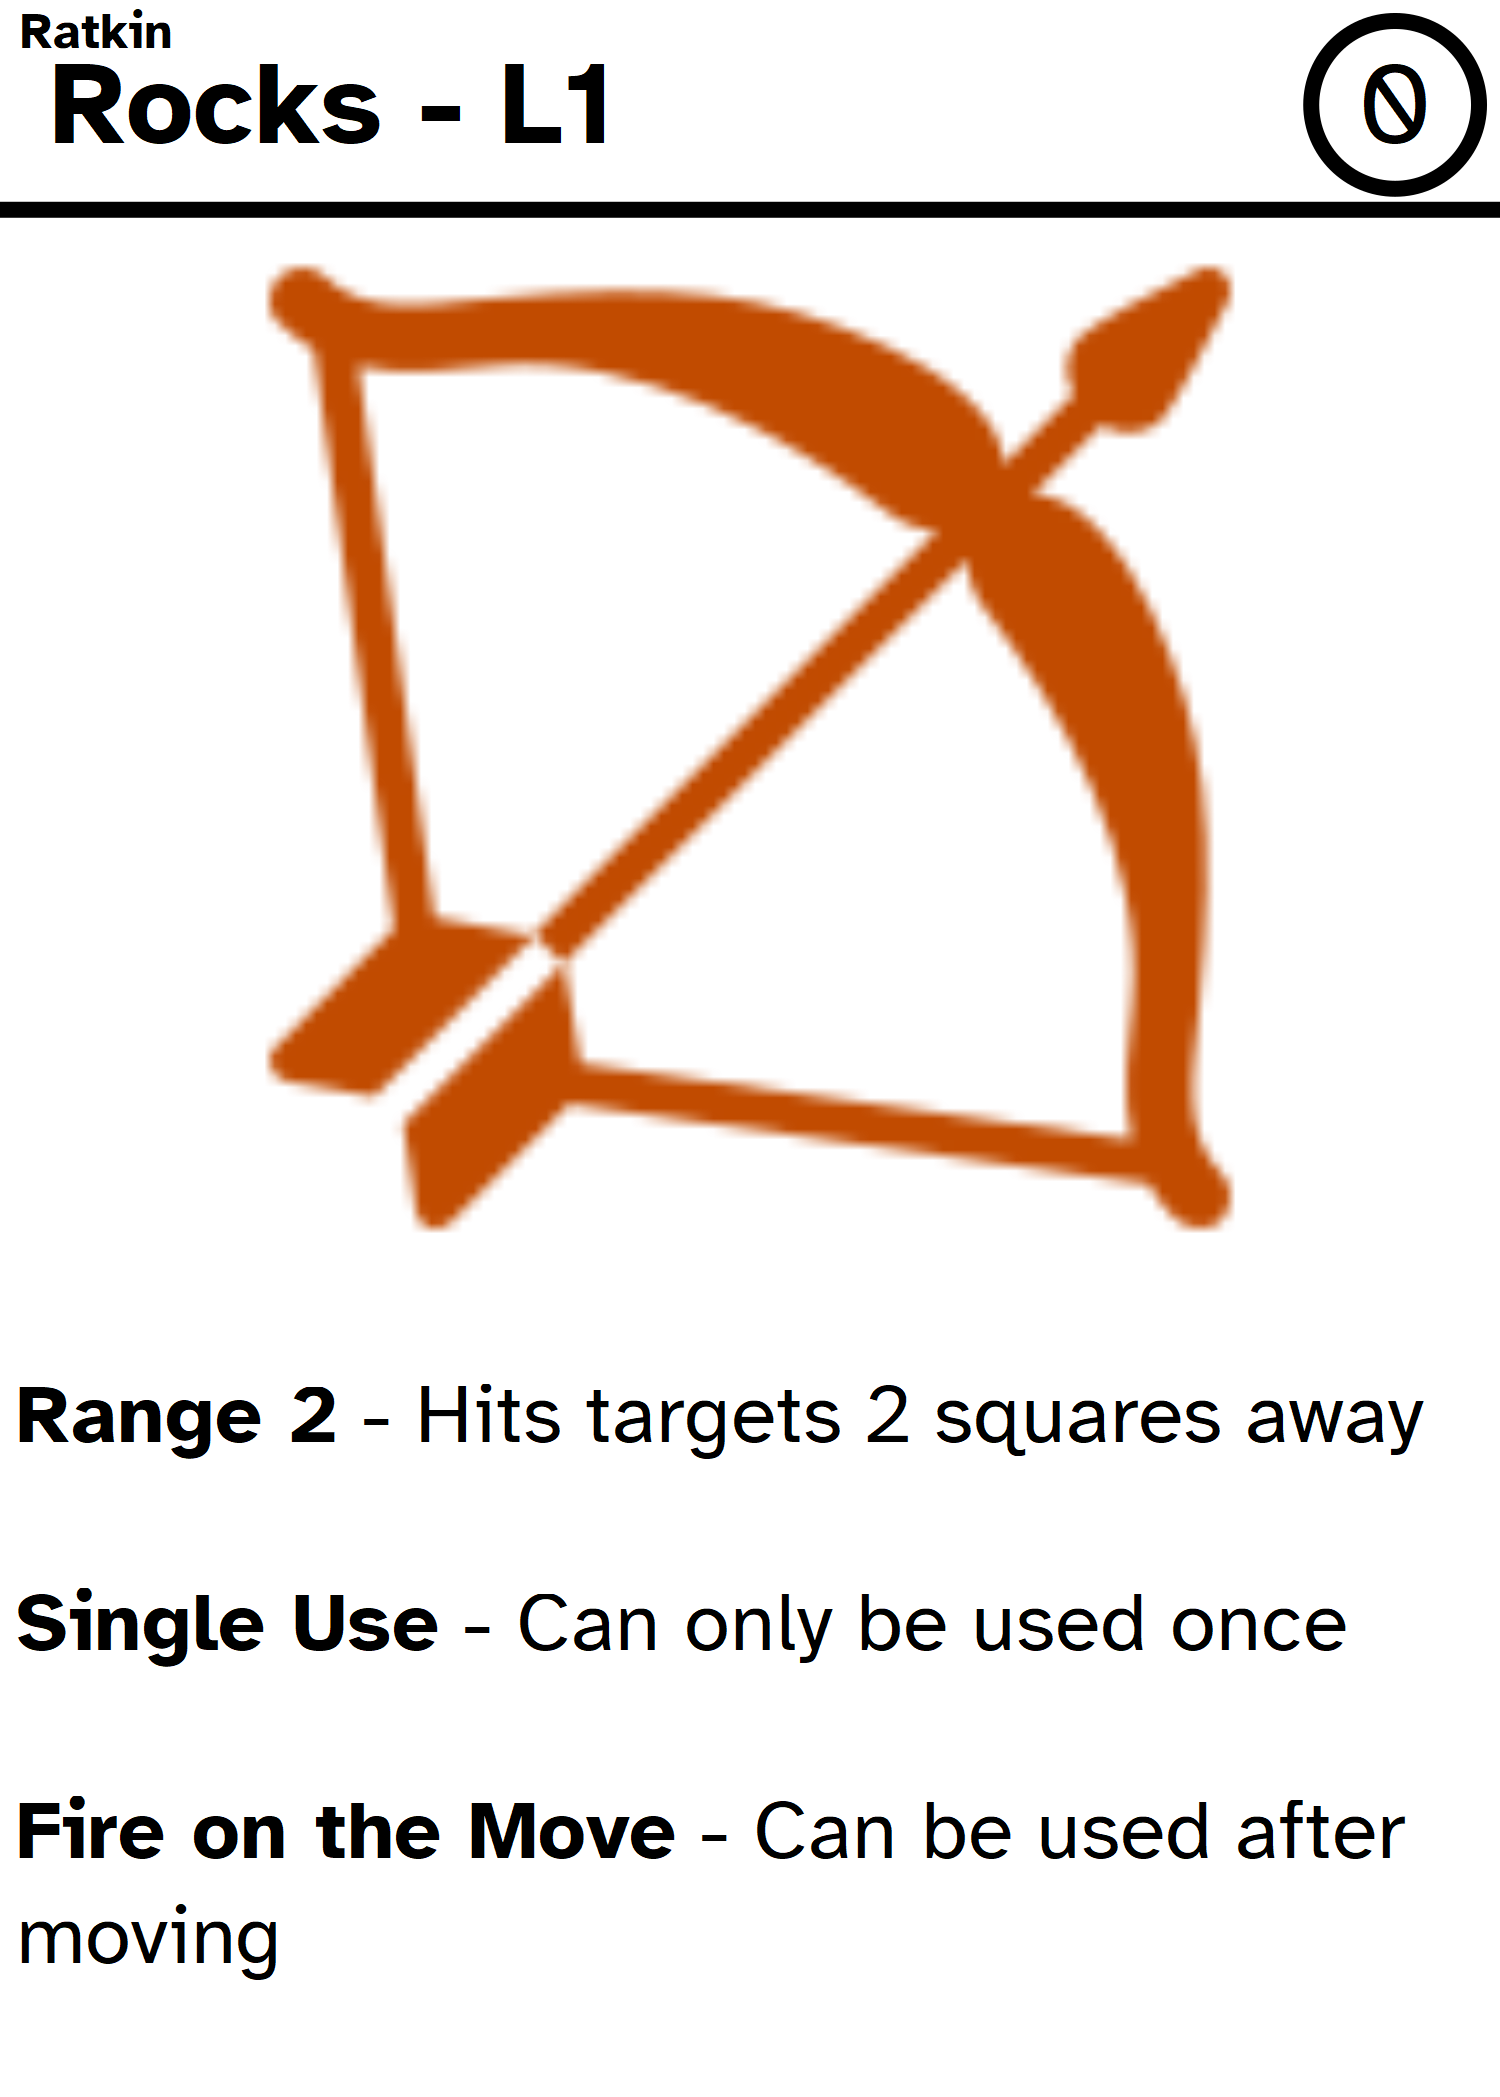 Ratkin
Rocks - L1
0
Range 2 - Hits targets 2 squares away
Single Use - Can only be used once
Fire on the Move - Can be used after
moving